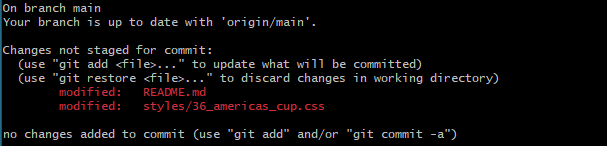 On branch main
Your branch is up to date with 'origin/main'.

Changes not staged for commit:
  (use "git add <file>..." to update what will be committed)
  (use "git restore <file>..." to discard changes in working directory)
        modified:   README.md
        modified:   styles/36_americas_cup.css

no changes added to commit (use "git add" and/or "git commit -a")